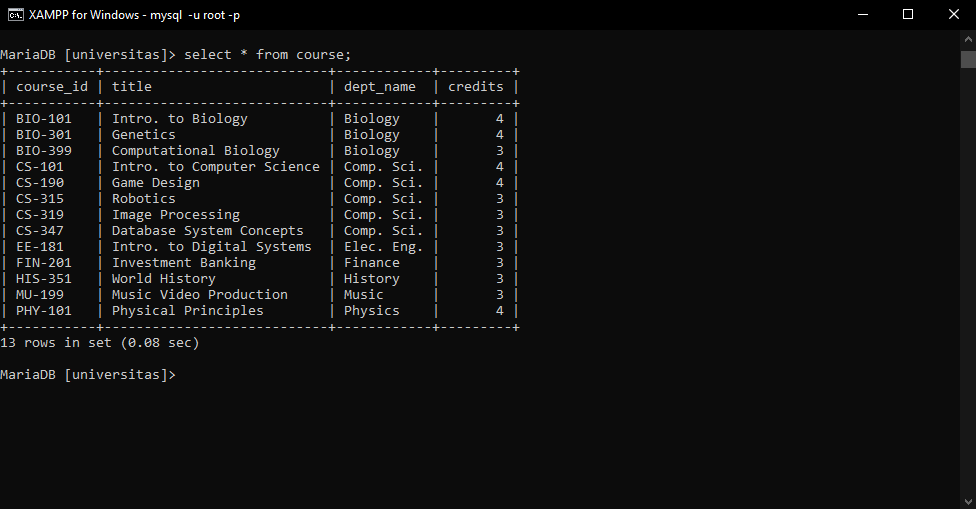 XAMPP for Windows - mysql  -u root -p
MariaDB [universitas]> select * from course;
+-----------+----------------------------+------------+---------+
| course_id | title                      | dept_name  | credits |
+-----------+----------------------------+------------+---------+
| BIO-101   | Intro. to Biology          | Biology    |       4 |
| BIO-301   | Genetics                   | Biology    |       4 |
| BIO-399   | Computational Biology      | Biology    |       3 |
| CS-101    | Intro. to Computer Science | Comp. Sci. |       4 |
| CS-190    | Game Design                | Comp. Sci. |       4 |
| CS-315    | Robotics                   | Comp. Sci. |       3 |
| CS-319    | Image Processing           | Comp. Sci. |       3 |
| CS-347    | Database System Concepts   | Comp. Sci. |       3 |
| EE-181    | Intro. to Digital Systems  | Elec. Eng. |       3 |
| FIN-201   | Investment Banking         | Finance    |       3 |
| HIS-351   | World History              | History    |       3 |
| MU-199    | Music Video Production     | Music      |       3 |
| PHY-101   | Physical Principles        | Physics    |       4 |
+-----------+----------------------------+------------+---------+
13 rows in set (0.08 sec)
MariaDB [universitas]>